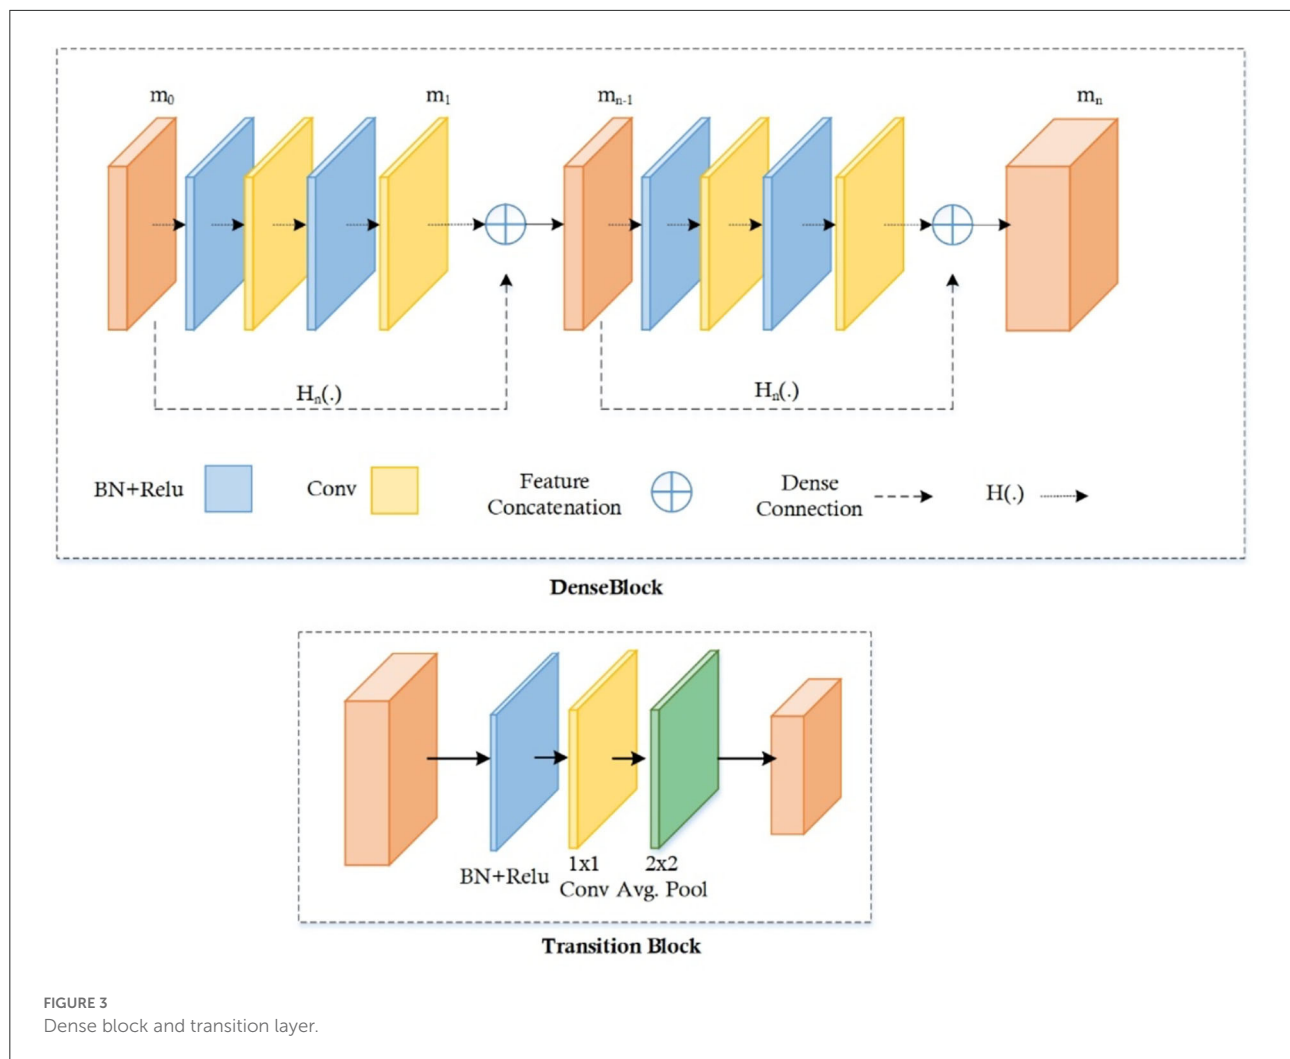 m₀ m₁ mₙ₋₁ mₙ
Hₙ(.) Hₙ(.)
BN+Relu Conv Feature Concatenation Dense Connection H(.)
DenseBlock
BN+Relu 1x1 Conv 2x2 Avg. Pool
Transition Block
FIGURE 3
Dense block and transition layer.